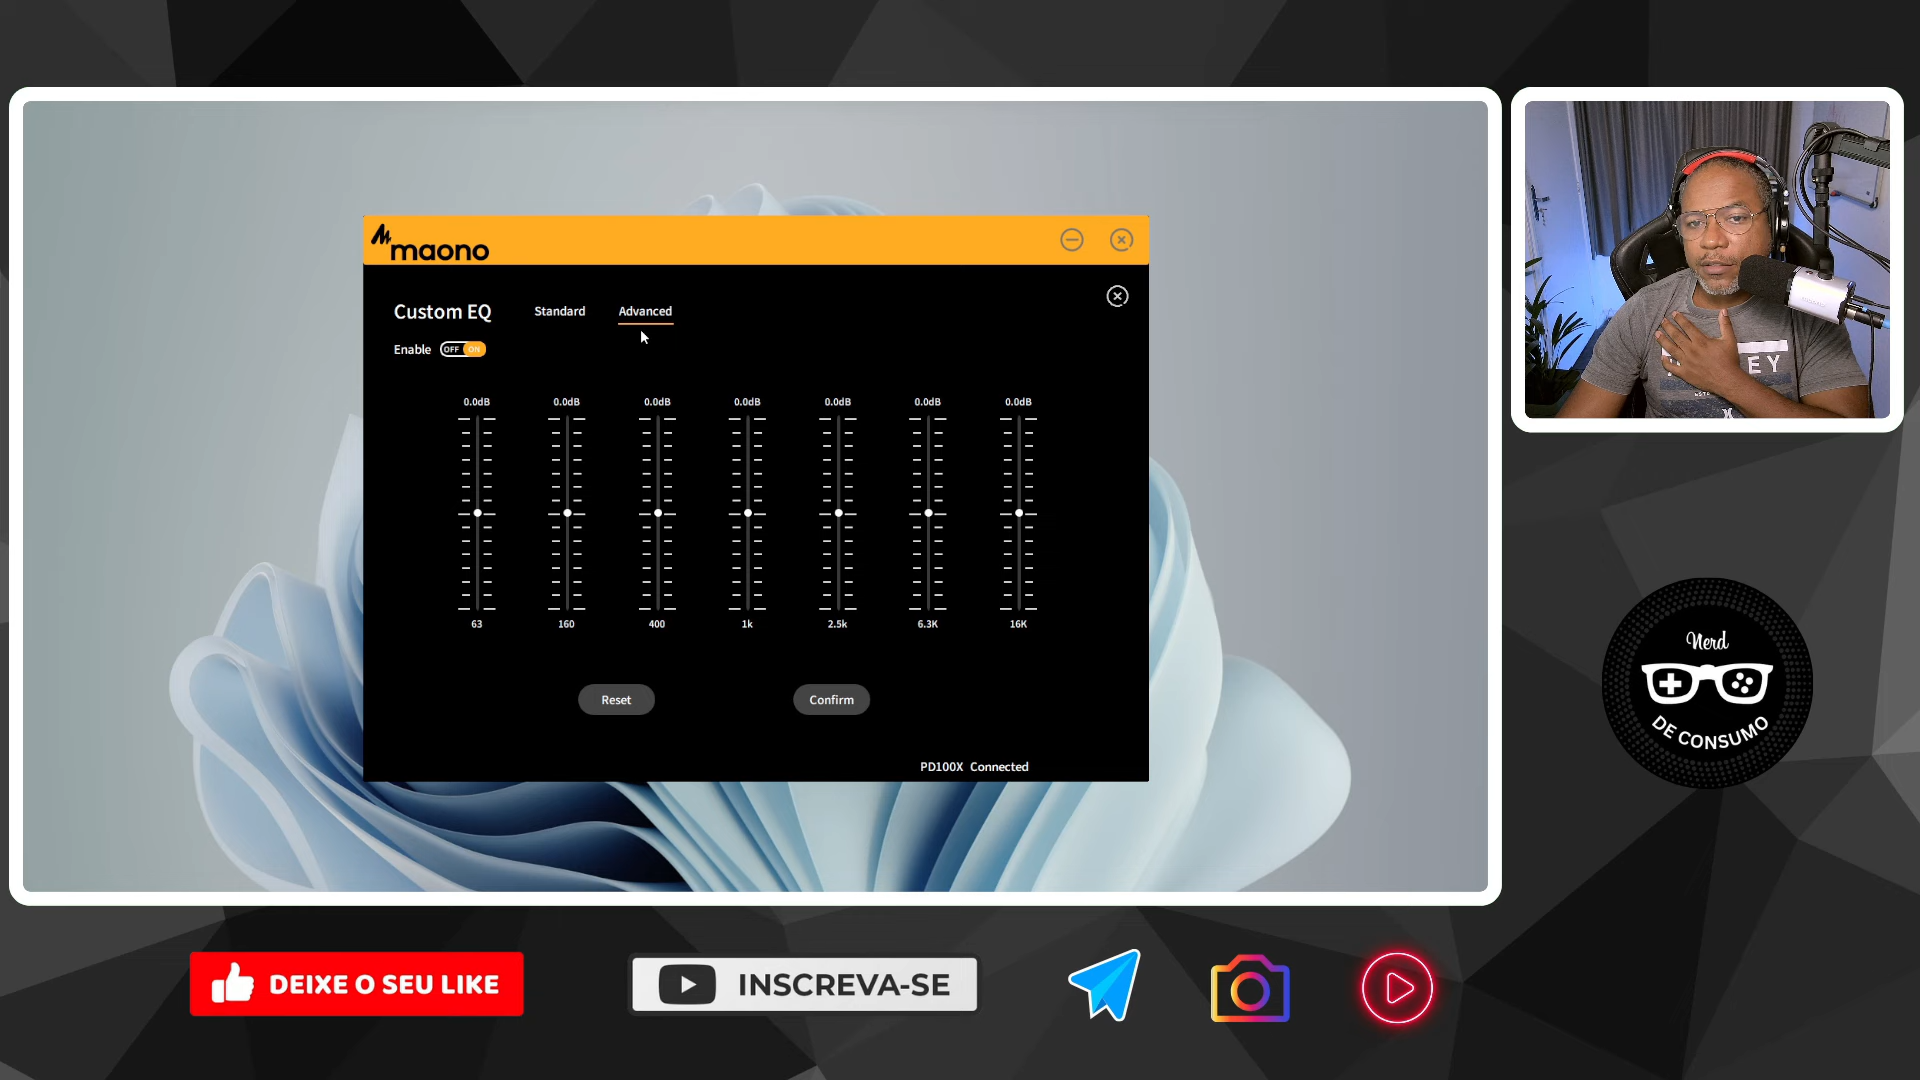 maono
Custom EQ
Standard
Advanced
Enable
OFF
ON
0.0dB 0.0dB 0.0dB 0.0dB 0.0dB 0.0dB 0.0dB
63 160 400 1k 2.5k 6.3K 16K
Reset
Confirm
PD100X Connected
EY
Nerd
DE CONSUMO
DEIXE O SEU LIKE
INSCREVA-SE